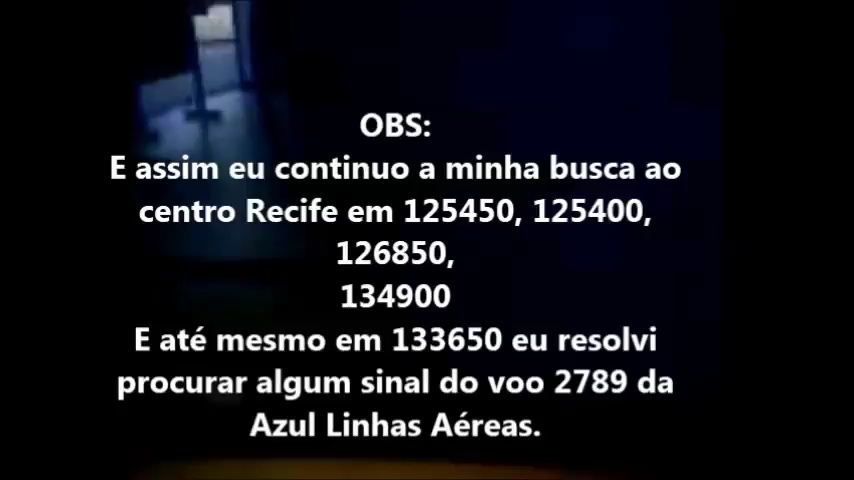 OBS:
E assim eu continuo a minha busca ao
centro Recife em 125450, 125400,
126850,
134900
E até mesmo em 133650 eu resolvi
procurar algum sinal do voo 2789 da
Azul Linhas Aéreas.